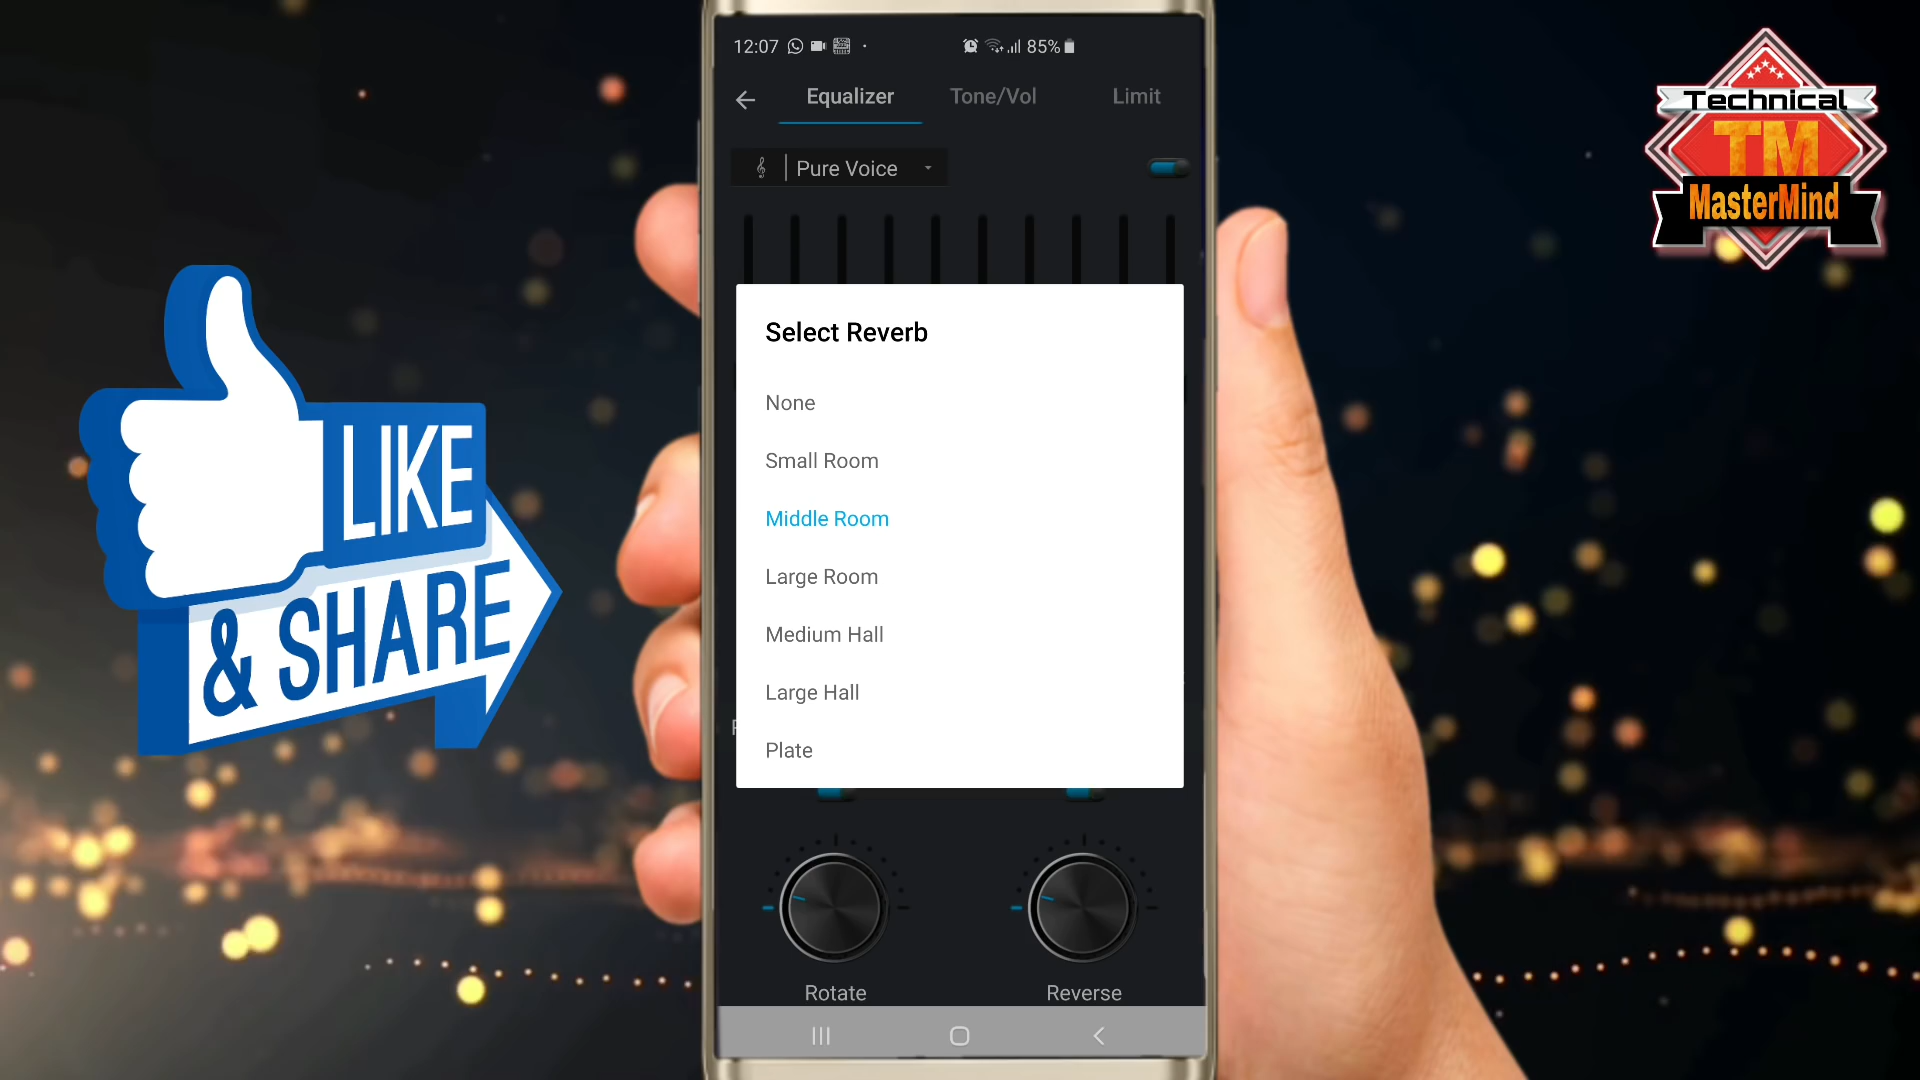 12:07
85%
Equalizer
Tone/Vol
Limit
Pure Voice
Select Reverb
None
Small Room
Middle Room
Large Room
Medium Hall
Large Hall
Plate
Rotate
Reverse
LIKE
& SHARE
Technical
TM
MasterMind